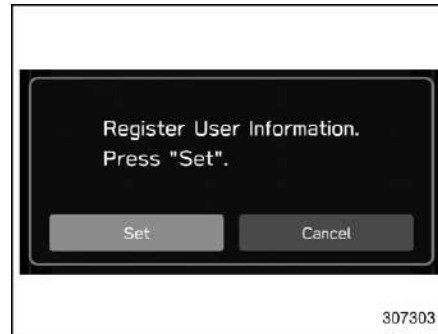 Register User Information.
Press "Set".
Set
Cancel
307303